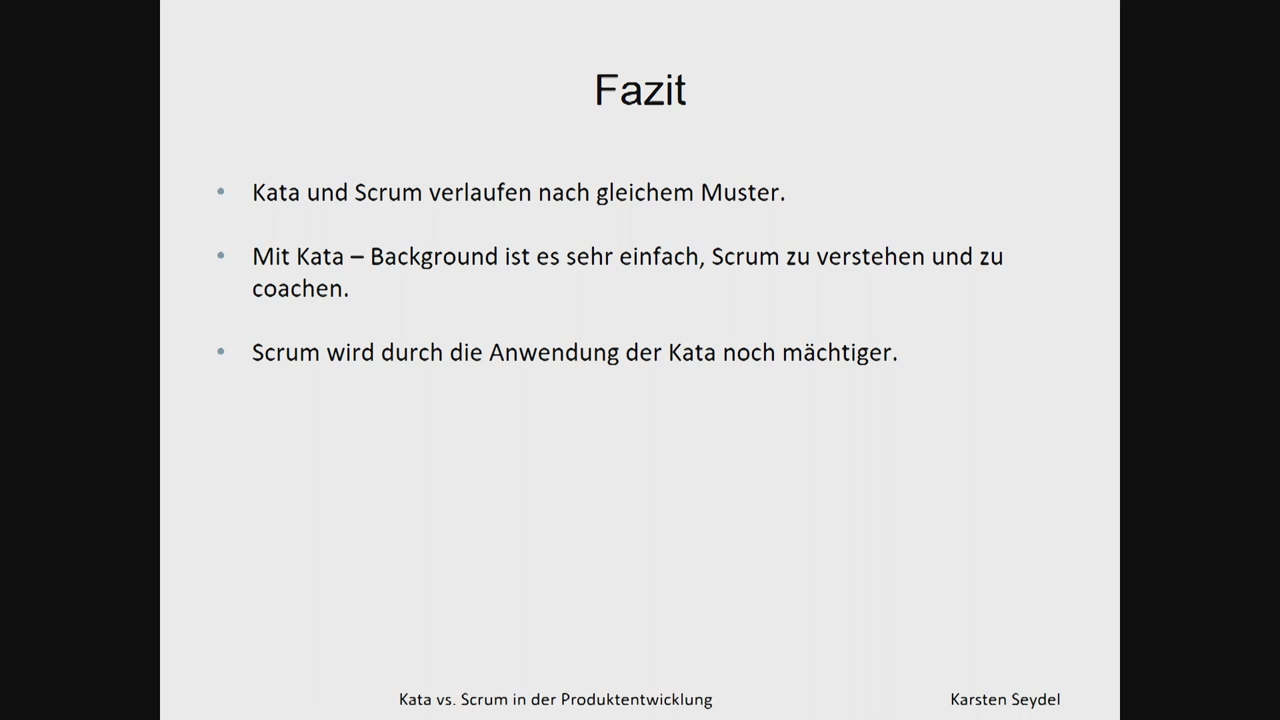 Fazit
• Kata und Scrum verlaufen nach gleichem Muster.
• Mit Kata – Background ist es sehr einfach, Scrum zu verstehen und zu
coachen.
• Scrum wird durch die Anwendung der Kata noch mächtiger.
Kata vs. Scrum in der Produktentwicklung
Karsten Seydel